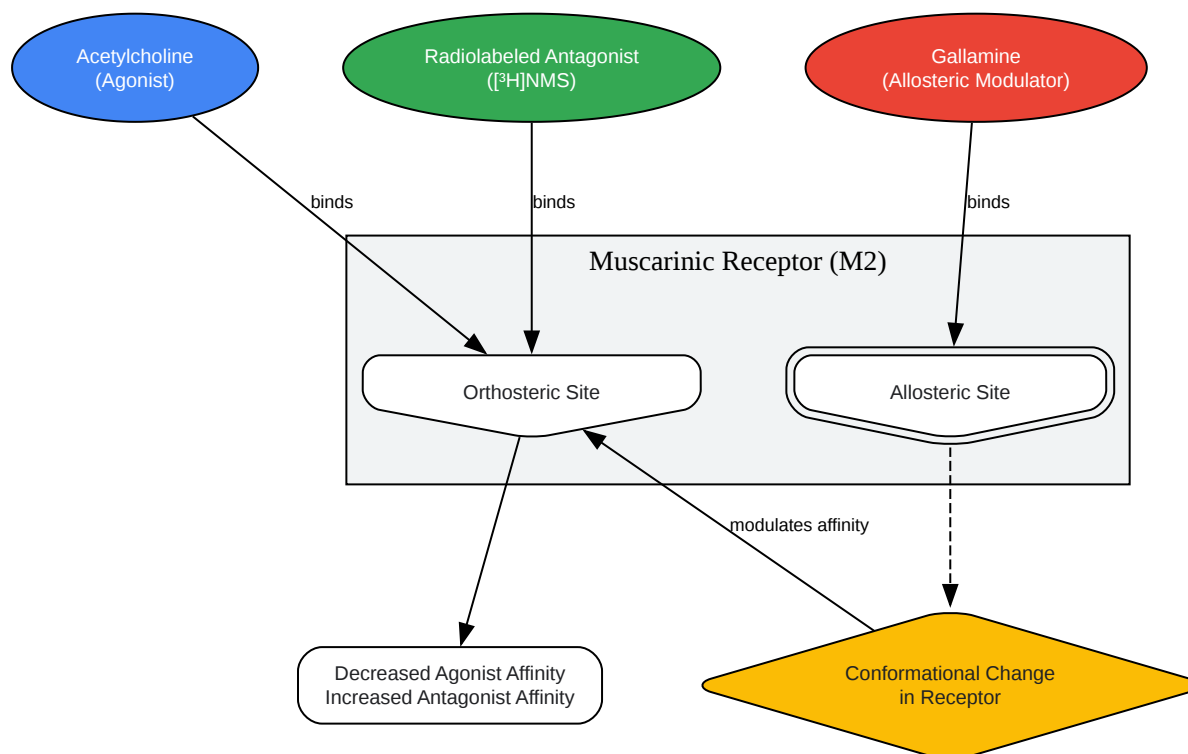 Acetylcholine
(Agonist)
Radiolabeled Antagonist
([³H]NMS)
Gallamine
(Allosteric Modulator)
binds
binds
binds
Muscarinic Receptor (M2)
Orthosteric Site
Allosteric Site
modulates affinity
Decreased Agonist Affinity
Increased Antagonist Affinity
Conformational Change
in Receptor